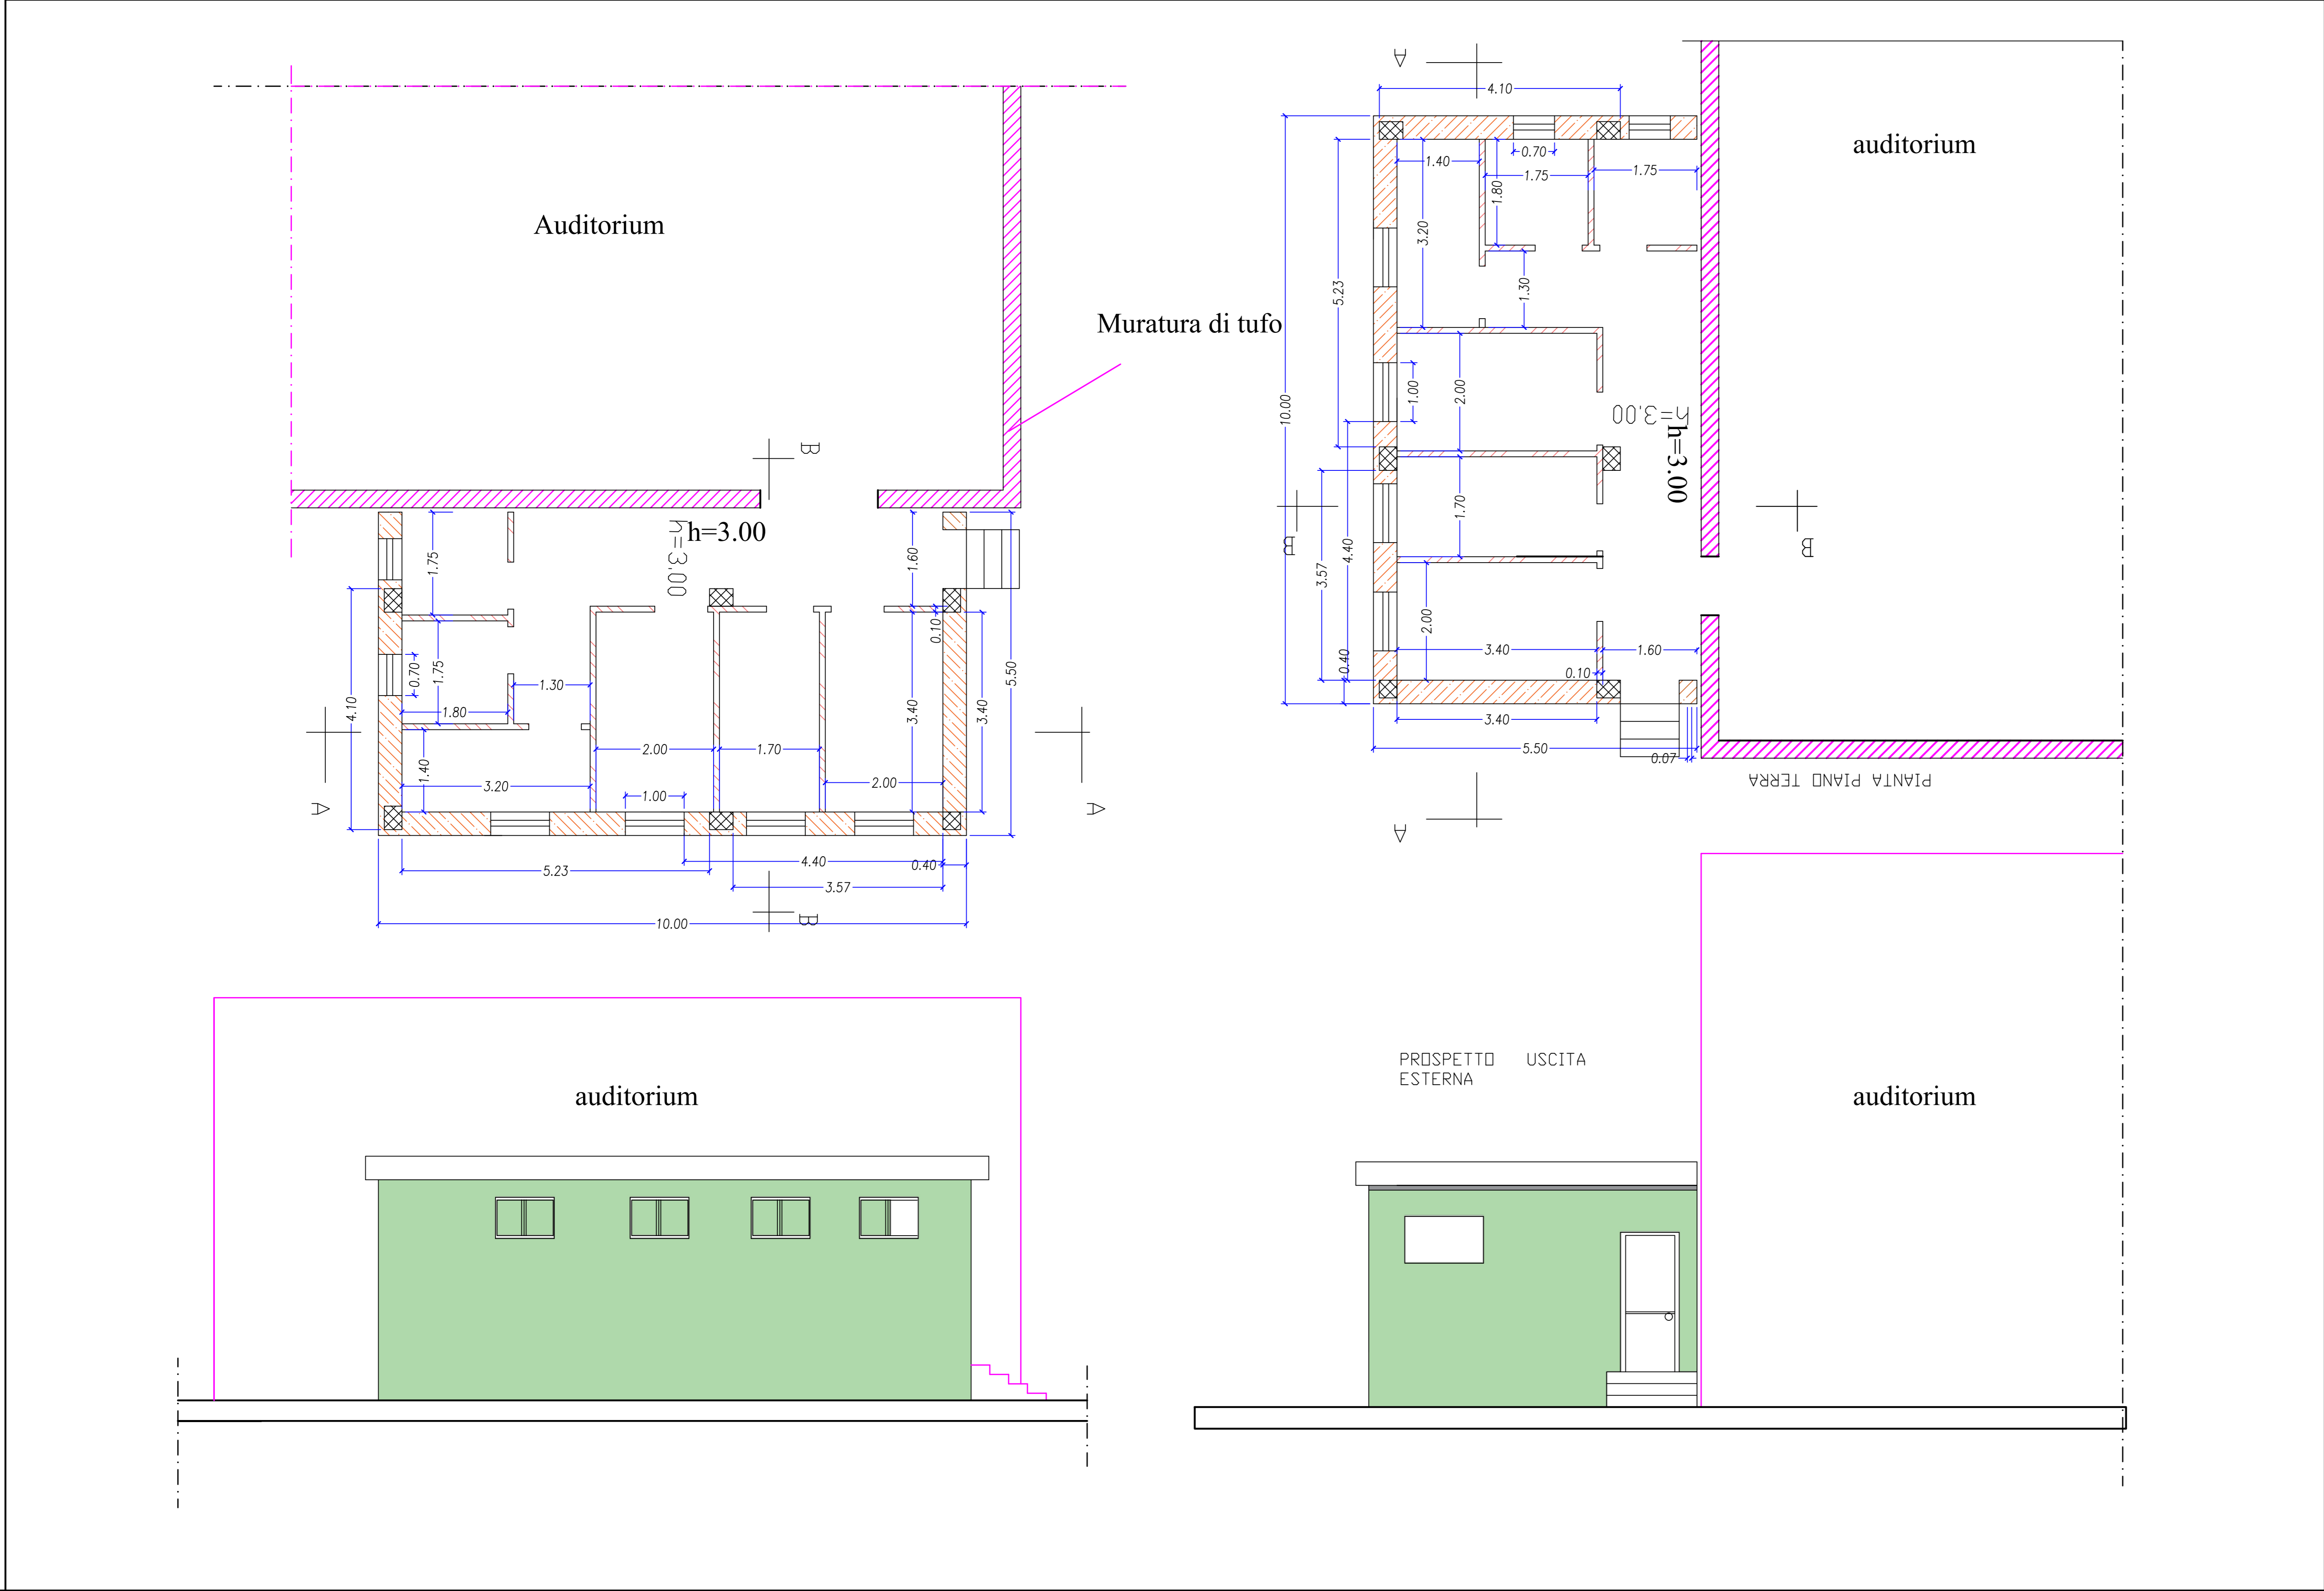 Auditorium
Muratura di tufo
B
h=3.00
h=3.00
1.75
1.60
1.75
0.70
1.30
1.80
0.10
5.50
4.10
3.40
3.40
2.00
1.70
2.00
1.40
3.20
1.00
A
A
4.40
0.40
5.23
3.57
B
10.00
A
4.10
auditorium
1.40
0.70
1.75
1.75
1.80
3.20
5.23
1.30
1.00
2.00
10.00
h=3.00
h=3.00
1.70
B
B
4.40
3.57
2.00
0.40
3.40
1.60
0.10
3.40
5.50
0.07
PIANTA PIANO TERRA
A
auditorium
PROSPETTO USCITA
ESTERNA
auditorium